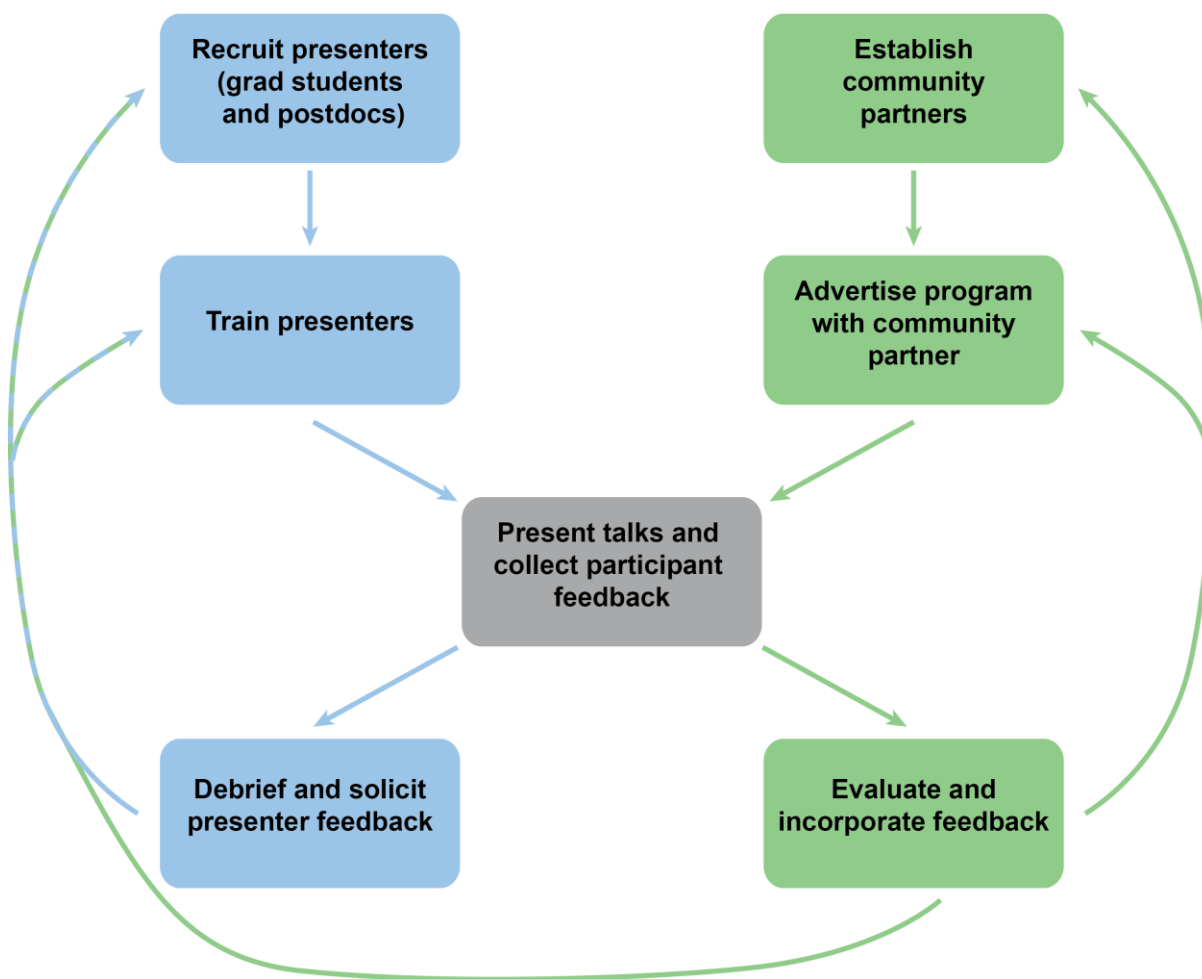 Recruit presenters
(grad students
and postdocs)
Establish
community
partners
Train presenters
Advertise program
with community
partner
Present talks and
collect participant
feedback
Debrief and solicit
presenter feedback
Evaluate and
incorporate feedback